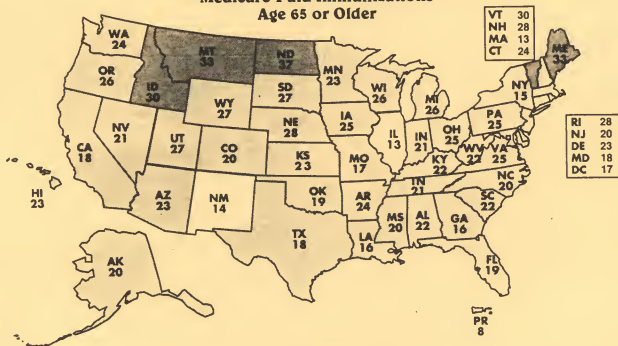 Medicare Paid Immunizations
Age 65 or Older
VT 30
NH 28
MA 13
CT 24
WA
24
MT
33
ND
37
ME
33
MN
23
OR
26
ID
30
SD
27
WI
26
MI
26
NY
15
WY
27
IA
25
PA
25
RI 28
NJ 20
DE 23
MD 18
DC 17
NE
28
NV
21
UT
27
CO
20
IL
13
IN
21
OH
25
WV
22
VA
25
CA
18
KS
23
MO
17
KY
22
NC
20
HI
23
AZ
23
NM
14
OK
19
AR
24
TN
21
SC
22
MS
20
AL
22
GA
16
TX
18
LA
16
FL
19
AK
20
PR
8